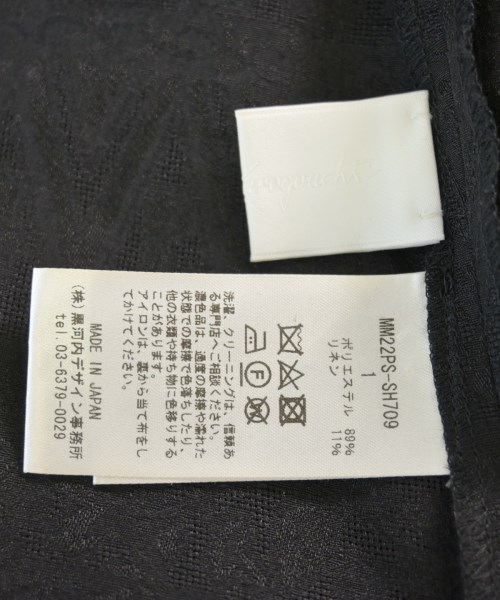 MM22PS-SH709
1
ポリエステル 89%
リネン 11%
洗濯、クリーニングは、信頼あ
る専門店へご相談ください。
濃色品は、過度の摩擦や濡れた
状態での摩擦で色落ちしたり、
他の衣類や持ち物に色移りする
ことがあります。
アイロンは、裏から当て布をし
てかけてください。
MADE IN JAPAN
(株)黒河内デザイン事務所
tel.03-6379-0029